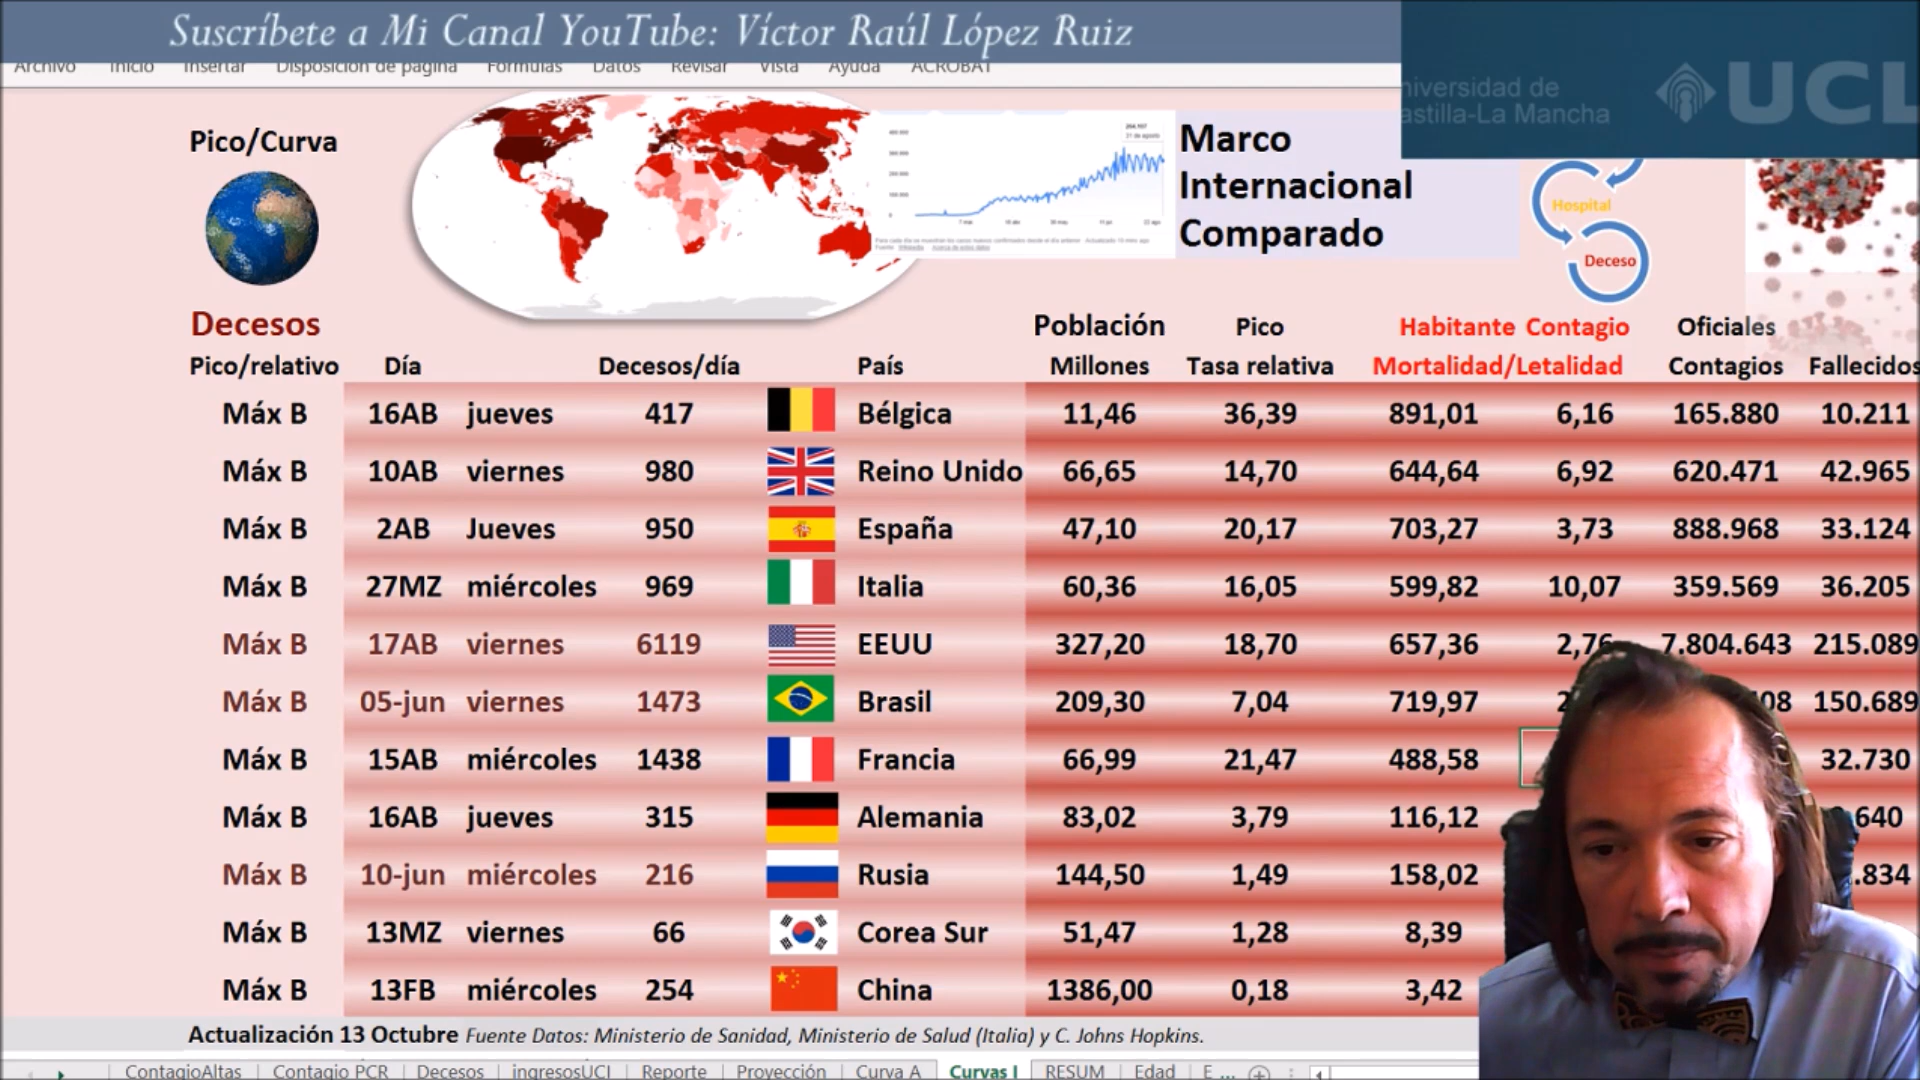 Suscríbete a Mi Canal YouTube: Víctor Raúl López Ruiz
Archivo Inicio Insertar Disposición de página Fórmulas Datos Revisar Vista Ayuda ACROBAT
niversidad de
astilla-La Mancha
UCL
Pico/Curva
Marco
Internacional
Comparado
Hospital
Deceso
Decesos
Población Pico Habitante Contagio Oficiales
Pico/relativo Día Decesos/día País Millones Tasa relativa Mortalidad/Letalidad Contagios Fallecidos
Máx B 16AB jueves 417 Bélgica 11,46 36,39 891,01 6,16 165.880 10.211
Máx B 10AB viernes 980 Reino Unido 66,65 14,70 644,64 6,92 620.471 42.965
Máx B 2AB Jueves 950 España 47,10 20,17 703,27 3,73 888.968 33.124
Máx B 27MZ miércoles 969 Italia 60,36 16,05 599,82 10,07 359.569 36.205
Máx B 17AB viernes 6119 EEUU 327,20 18,70 657,36 2,76 7.804.643 215.089
Máx B 05-jun viernes 1473 Brasil 209,30 7,04 719,97 2 08 150.689
Máx B 15AB miércoles 1438 Francia 66,99 21,47 488,58 32.730
Máx B 16AB jueves 315 Alemania 83,02 3,79 116,12 .640
Máx B 10-jun miércoles 216 Rusia 144,50 1,49 158,02 .834
Máx B 13MZ viernes 66 Corea Sur 51,47 1,28 8,39
Máx B 13FB miércoles 254 China 1386,00 0,18 3,42
Actualización 13 Octubre Fuente Datos: Ministerio de Sanidad, Ministerio de Salud (Italia) y C. Johns Hopkins.
ContagioAltas Contagio PCR Decesos ingresosUCI Reporte Proyección Curva A Curvas I RESUM Edad E ...